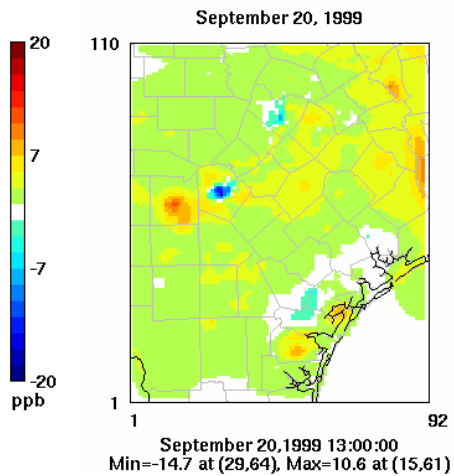 September 20, 1999
20
7
-7
-20
ppb
110
1
1
92
September 20,1999 13:00:00
Min=-14.7 at (29,64), Max=10.6 at (15,61)